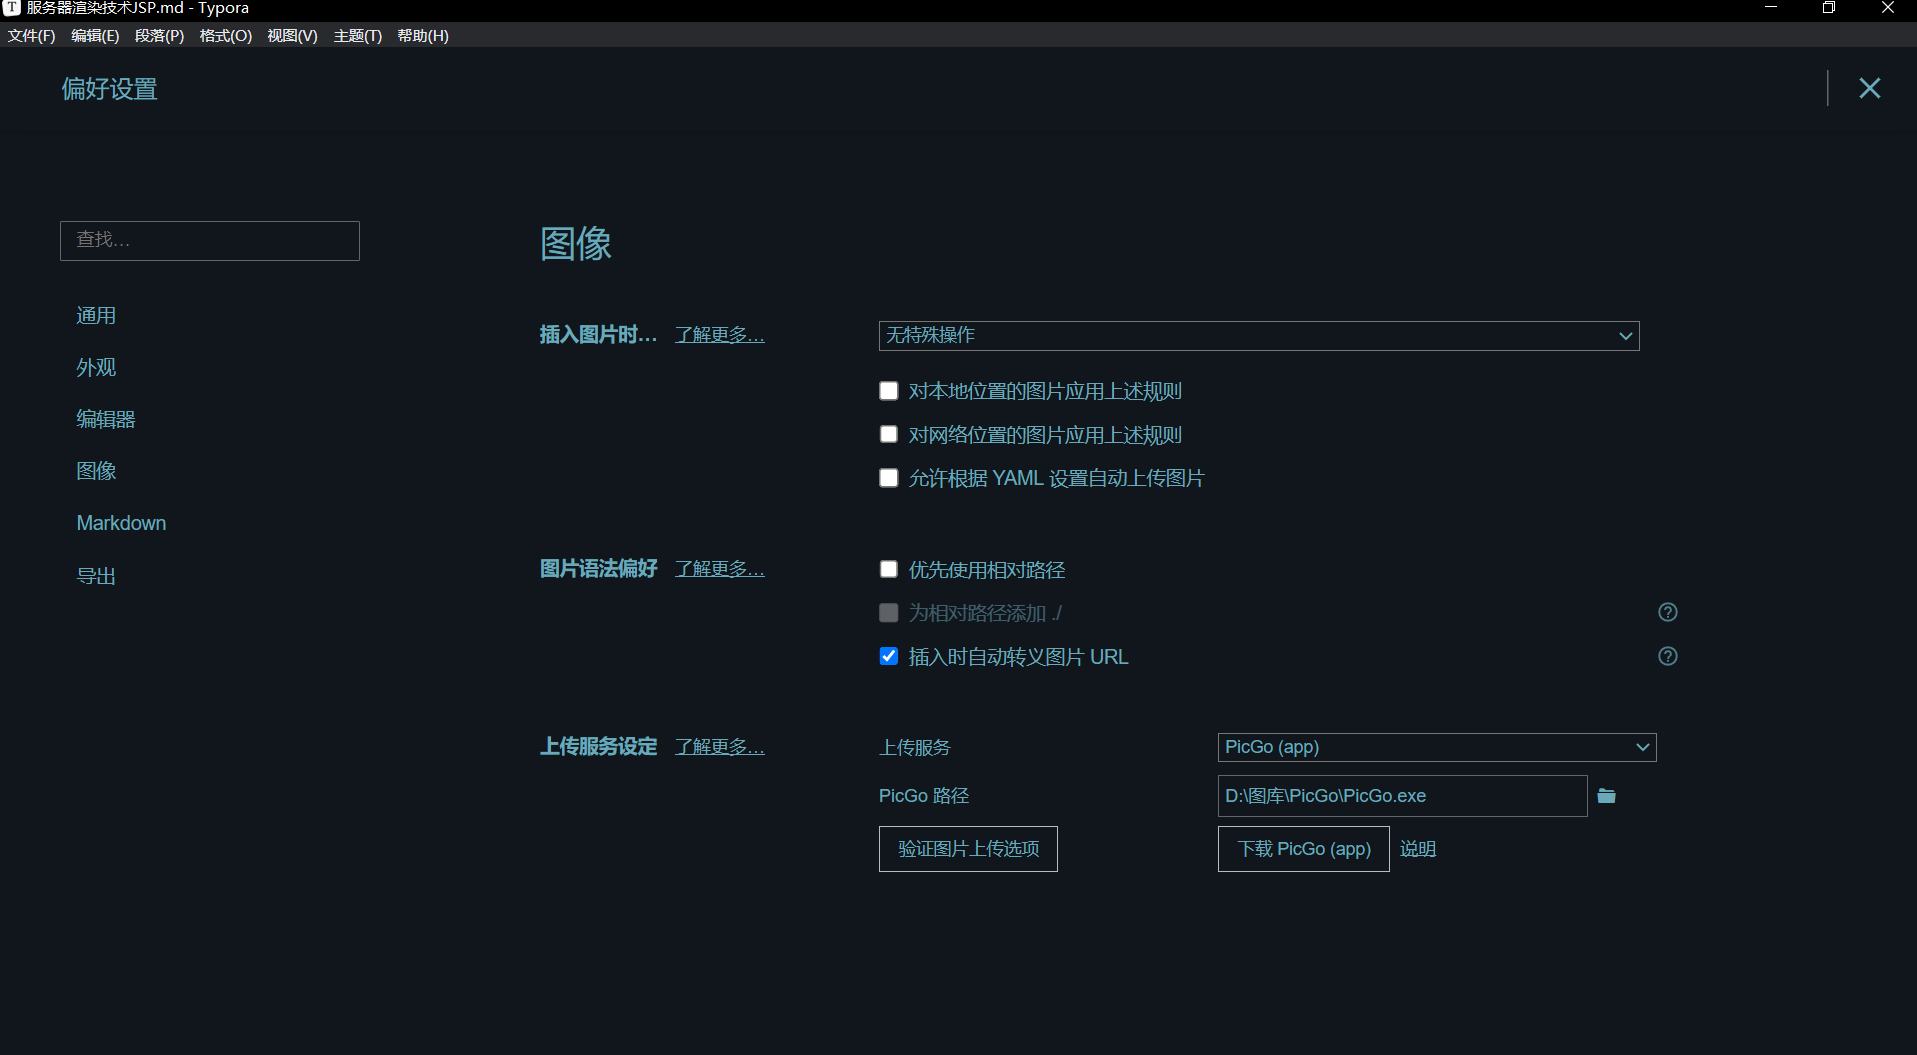 服务器渲染技术JSP.md - Typora
文件(F) 编辑(E) 段落(P) 格式(O) 视图(V) 主题(T) 帮助(H)
偏好设置
查找…
通用
外观
编辑器
图像
Markdown
导出
图像
插入图片时… 了解更多…
无特殊操作
对本地位置的图片应用上述规则
对网络位置的图片应用上述规则
允许根据 YAML 设置自动上传图片
图片语法偏好 了解更多…
优先使用相对路径
为相对路径添加 ./
插入时自动转义图片 URL
上传服务设定 了解更多…
上传服务 PicGo (app)
PicGo 路径 D:\图库\PicGo\PicGo.exe
验证图片上传选项 下载 PicGo (app) 说明